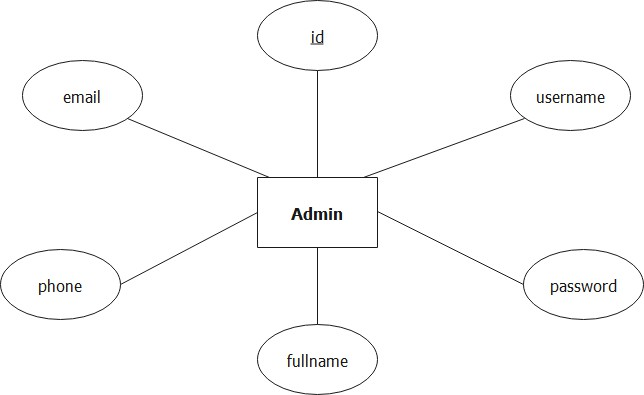 id
email
username
Admin
phone
password
fullname